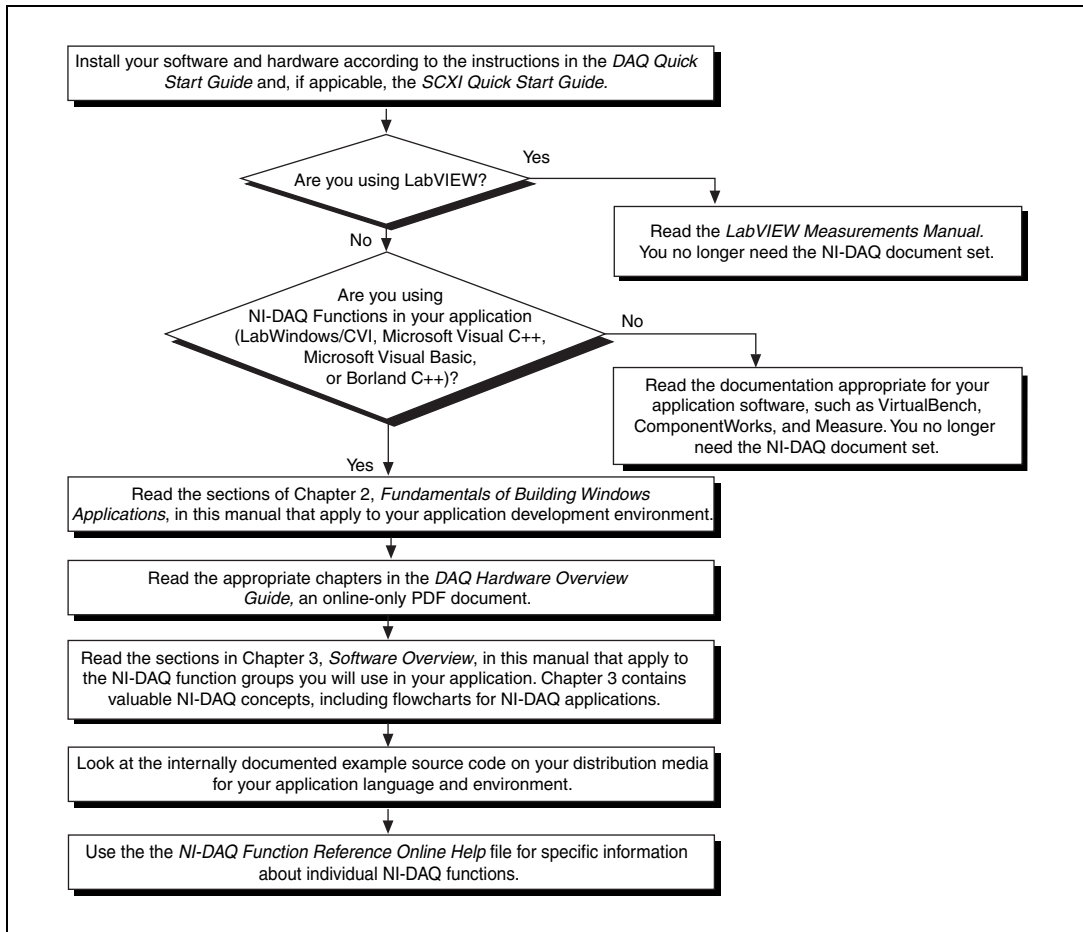 Install your software and hardware according to the instructions in the DAQ Quick
Start Guide and, if appicable, the SCXI Quick Start Guide.
Are you using LabVIEW?
Yes
Read the LabVIEW Measurements Manual.
You no longer need the NI-DAQ document set.
No
Are you using
NI-DAQ Functions in your application
(LabWindows/CVI, Microsoft Visual C++,
Microsoft Visual Basic,
or Borland C++)?
No
Read the documentation appropriate for your
application software, such as VirtualBench,
ComponentWorks, and Measure. You no longer
need the NI-DAQ document set.
Yes
Read the sections of Chapter 2, Fundamentals of Building Windows
Applications, in this manual that apply to your application development environment.
Read the appropriate chapters in the DAQ Hardware Overview
Guide, an online-only PDF document.
Read the sections in Chapter 3, Software Overview, in this manual that apply to
the NI-DAQ function groups you will use in your application. Chapter 3 contains
valuable NI-DAQ concepts, including flowcharts for NI-DAQ applications.
Look at the internally documented example source code on your distribution media
for your application language and environment.
Use the the NI-DAQ Function Reference Online Help file for specific information
about individual NI-DAQ functions.